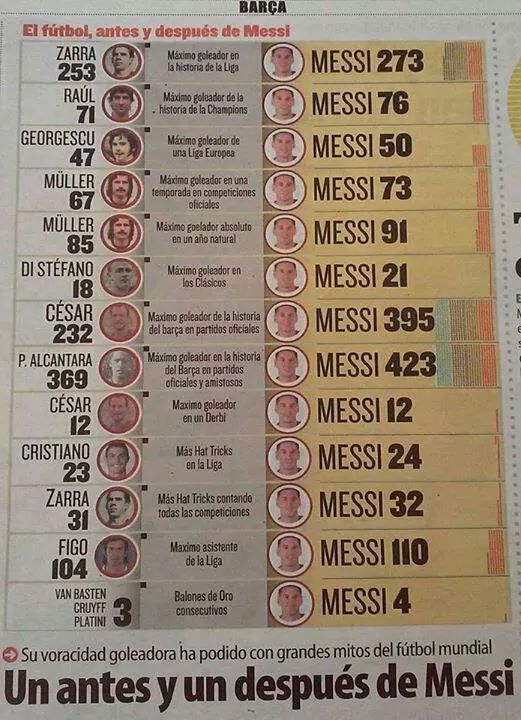 BARÇA
El fútbol, antes y después de Messi
ZARRA
253
Máximo goleador en
la historia de la Liga
MESSI 273
RAÚL
71
Máximo goleador de la
historia de la Champions
MESSI 76
GEORGESCU
47
Máximo goleador de
una Liga Europea
MESSI 50
MÜLLER
67
Máximo goleador en una
temporada en competiciones
oficiales
MESSI 73
MÜLLER
85
Máximo goelador absoluto
en un año natural
MESSI 91
DI STÉFANO
18
Máximo goleador en
los Clásicos
MESSI 21
CÉSAR
232
Maximo goleador de la historia
del barça en partidos oficiales
MESSI 395
P. ALCANTARA
369
Máximo goleador en la historia
del Barça en partidos
oficiales y amistosos
MESSI 423
CÉSAR
12
Maximo goleador
en un Derbi
MESSI 12
CRISTIANO
23
Más Hat Tricks
en la Liga
MESSI 24
ZARRA
31
Más Hat Tricks contando
todas las competiciones
MESSI 32
FIGO
104
Maximo asistente
de la Liga
MESSI 110
VAN BASTEN
CRUYFF
PLATINI
3
Balones de Oro
consecutivos
MESSI 4
Su voracidad goleadora ha podido con grandes mitos del fútbol mundial
Un antes y un después de Messi